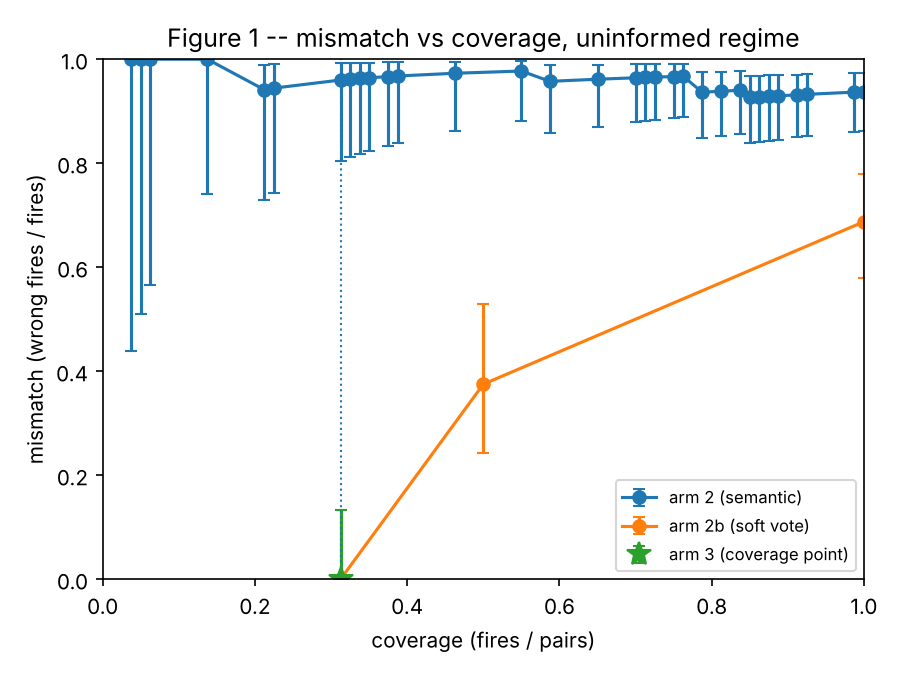 Figure 1 -- mismatch vs coverage, uninformed regime
mismatch (wrong fires / fires)
1.0
0.8
0.6
0.4
0.2
0.0
0.0 0.2 0.4 0.6 0.8 1.0
coverage (fires / pairs)
arm 2 (semantic)
arm 2b (soft vote)
arm 3 (coverage point)